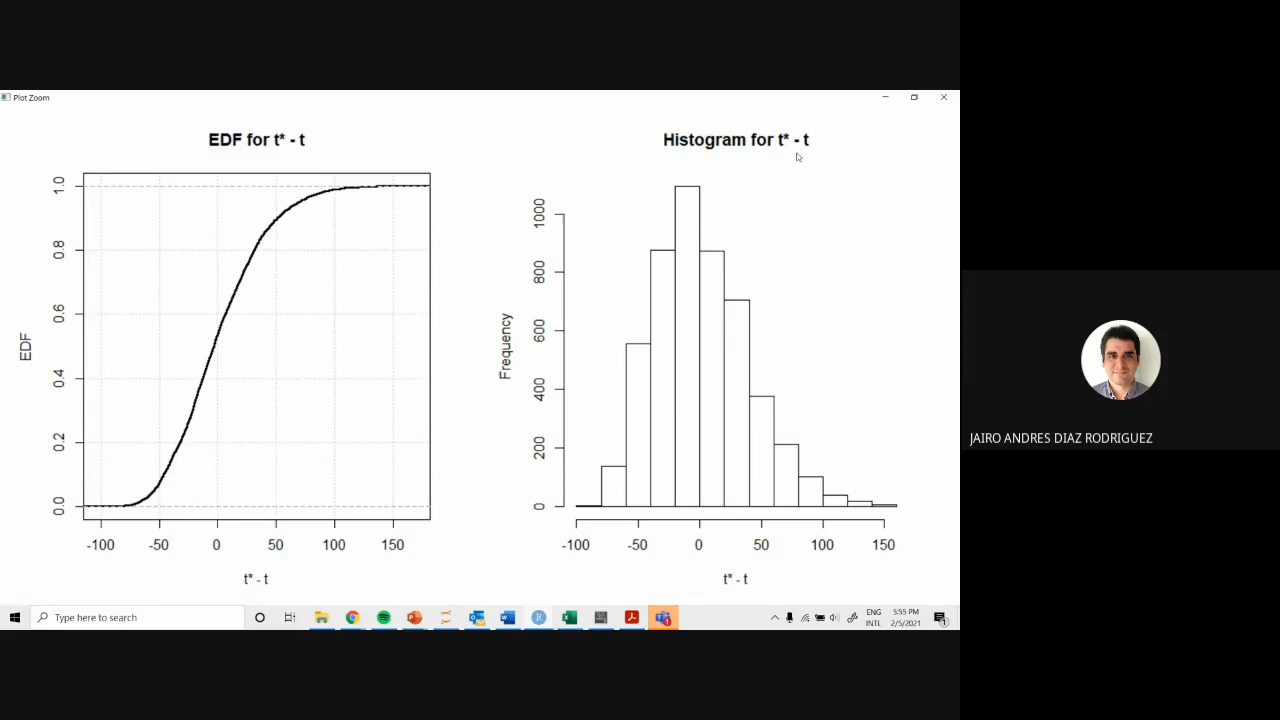 Plot Zoom
EDF for t* - t
EDF
0.0 0.2 0.4 0.6 0.8 1.0
-100 -50 0 50 100 150
t* - t
Histogram for t* - t
Frequency
0 200 400 600 800 1000
-100 -50 0 50 100 150
t* - t
JAIRO ANDRES DIAZ RODRIGUEZ
Type here to search
ENG
INTL
5:55 PM
2/5/2021